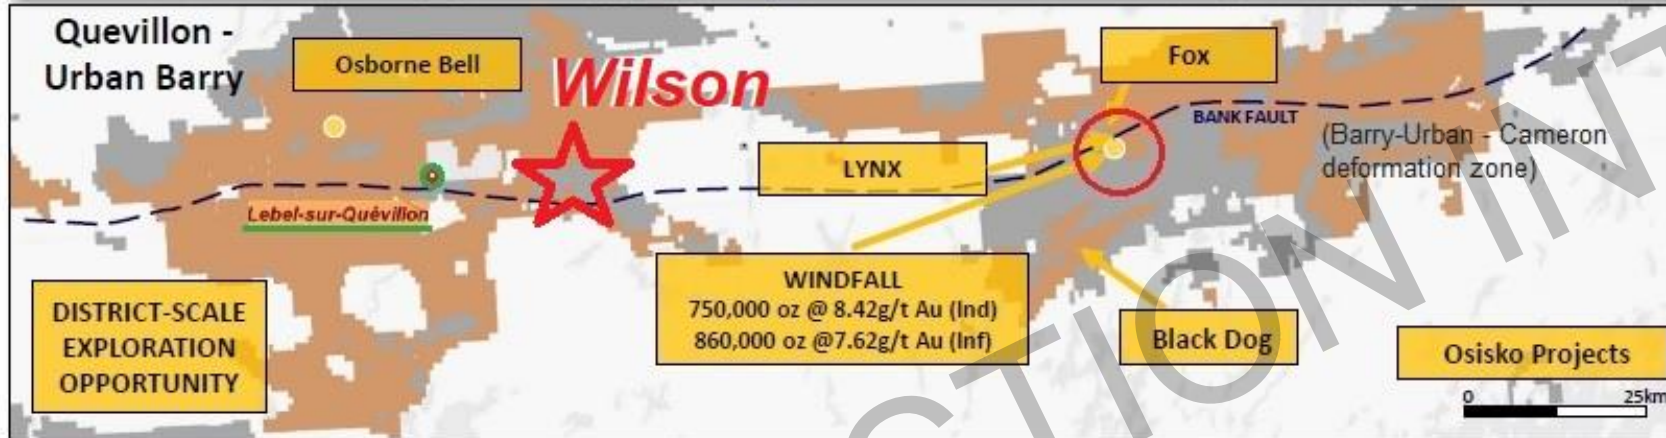 Quevillon -
Urban Barry
Osborne Bell
Wilson
Fox
BANK FAULT
(Barry-Urban - Cameron
deformation zone)
LYNX
Lebel-sur-Quévillon
WINDFALL
750,000 oz @ 8.42g/t Au (Ind)
860,000 oz @7.62g/t Au (Inf)
DISTRICT-SCALE
EXPLORATION
OPPORTUNITY
Black Dog
Osisko Projects
0 25km